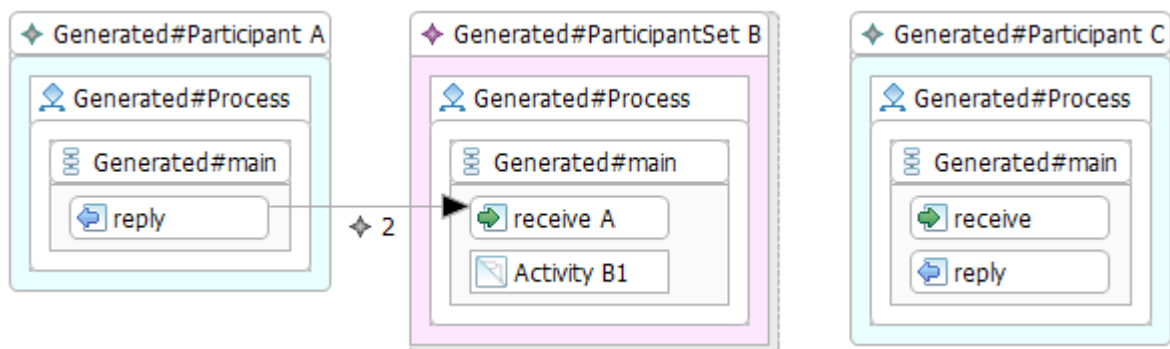 Generated#Participant A
Generated#Process
Generated#main
reply
2
Generated#ParticipantSet B
Generated#Process
Generated#main
receive A
Activity B1
Generated#Participant C
Generated#Process
Generated#main
receive
reply